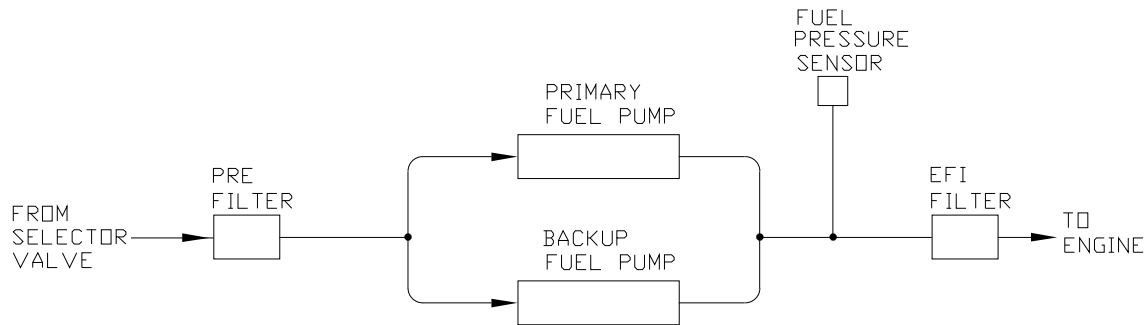 FUEL
PRESSURE
SENSOR
PRIMARY
FUEL PUMP
PRE
FILTER
EFI
FILTER
FROM
SELECTOR
VALVE
TO
ENGINE
BACKUP
FUEL PUMP